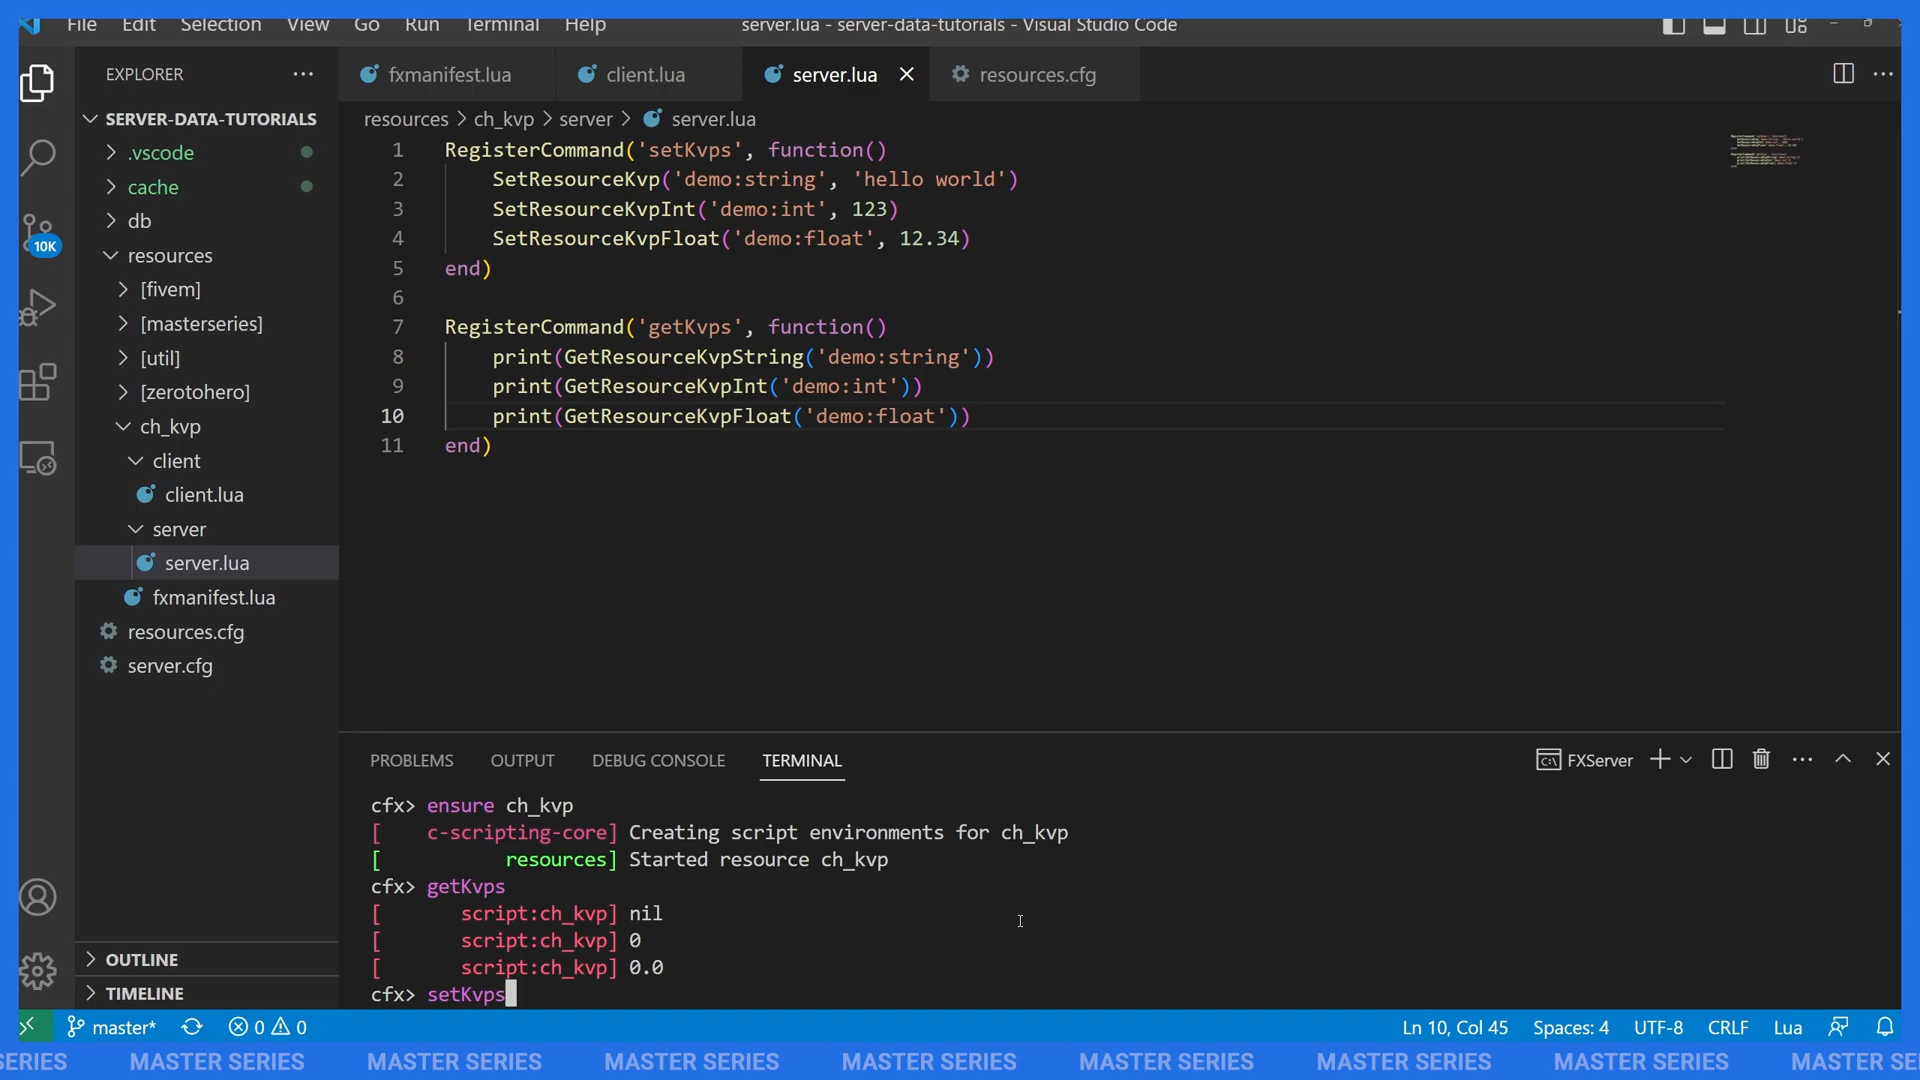 File Edit Selection View Go Run Terminal Help server.lua - server-data-tutorials - Visual Studio Code
EXPLORER
fxmanifest.lua client.lua server.lua resources.cfg
SERVER-DATA-TUTORIALS
.vscode
cache
db
resources
[fivem]
[masterseries]
[util]
[zerotohero]
ch_kvp
client
client.lua
server
server.lua
fxmanifest.lua
resources.cfg
server.cfg
OUTLINE
TIMELINE
10K
resources > ch_kvp > server > server.lua
1 RegisterCommand('setKvps', function()
2 SetResourceKvp('demo:string', 'hello world')
3 SetResourceKvpInt('demo:int', 123)
4 SetResourceKvpFloat('demo:float', 12.34)
5 end)
6
7 RegisterCommand('getKvps', function()
8 print(GetResourceKvpString('demo:string'))
9 print(GetResourceKvpInt('demo:int'))
10 print(GetResourceKvpFloat('demo:float'))
11 end)
PROBLEMS OUTPUT DEBUG CONSOLE TERMINAL FXServer
cfx> ensure ch_kvp
[ c-scripting-core] Creating script environments for ch_kvp
[ resources] Started resource ch_kvp
cfx> getKvps
[ script:ch_kvp] nil
[ script:ch_kvp] 0
[ script:ch_kvp] 0.0
cfx> setKvps
master* 0 0 Ln 10, Col 45 Spaces: 4 UTF-8 CRLF Lua
SERIES MASTER SERIES MASTER SERIES MASTER SERIES MASTER SERIES MASTER SERIES MASTER SERIES MASTER SERIES MASTER SE